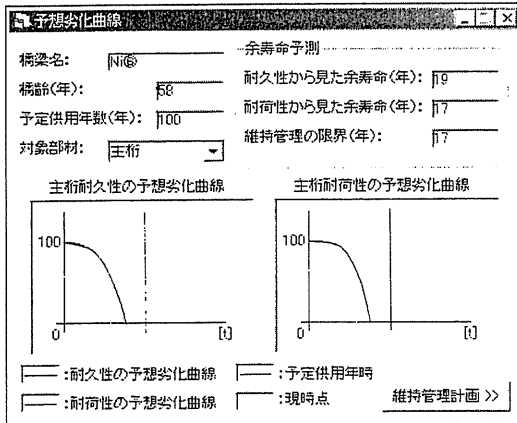 予想劣化曲線
橋梁名: Ni橋
橋齢(年): 58
予定供用年数(年): 100
対象部材: 主桁
余寿命予測
耐久性から見た余寿命(年): 19
耐荷性から見た余寿命(年): 17
維持管理の限界(年): 17
主桁耐久性の予想劣化曲線
100
0
[t]
主桁耐荷性の予想劣化曲線
100
0
[t]
:耐久性の予想劣化曲線
:予定供用年時
:耐荷性の予想劣化曲線
:現時点
維持管理計画 >>